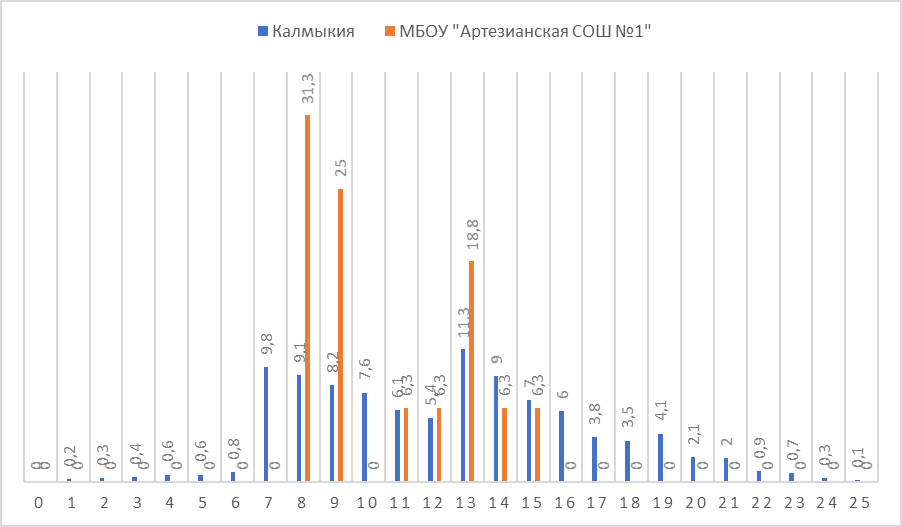 Калмыкия МБОУ "Артезианская СОШ №1"
0 0 0,2 0 0,3 0 0,4 0 0,6 0 0,6 0 0,8 0 9,8 0 9,1 31,3 8,2 25 7,6 0 6,1 6,3 5,4 6,3 11,3 18,8 9 6,3 7 6,3 6 0 3,8 0 3,5 0 4,1 0 2,1 0 2 0 0,9 0 0,7 0 0,3 0 0,1 0
0 1 2 3 4 5 6 7 8 9 10 11 12 13 14 15 16 17 18 19 20 21 22 23 24 25